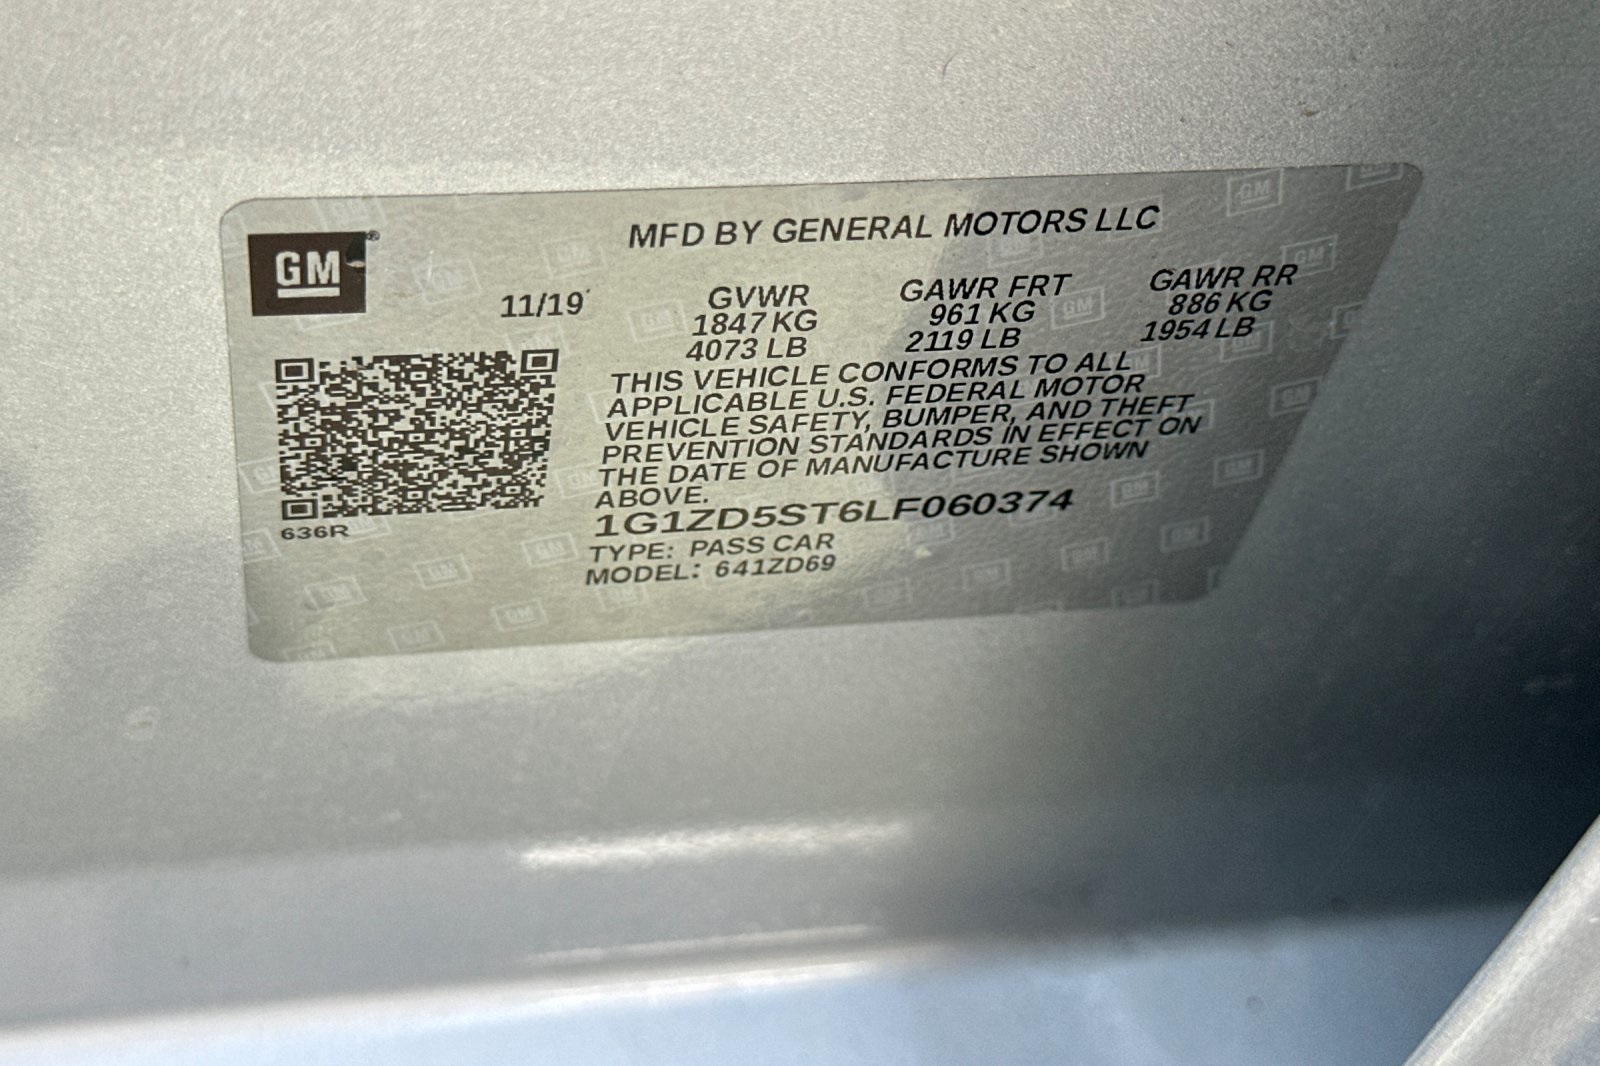 GM®
MFD BY GENERAL MOTORS LLC
11/19
GVWR GAWR FRT GAWR RR
1847 KG 961 KG 886 KG
4073 LB 2119 LB 1954 LB
THIS VEHICLE CONFORMS TO ALL
APPLICABLE U.S. FEDERAL MOTOR
VEHICLE SAFETY, BUMPER, AND THEFT
PREVENTION STANDARDS IN EFFECT ON
THE DATE OF MANUFACTURE SHOWN
ABOVE.
1G1ZD5ST6LF060374
TYPE: PASS CAR
MODEL: 641ZD69
636R